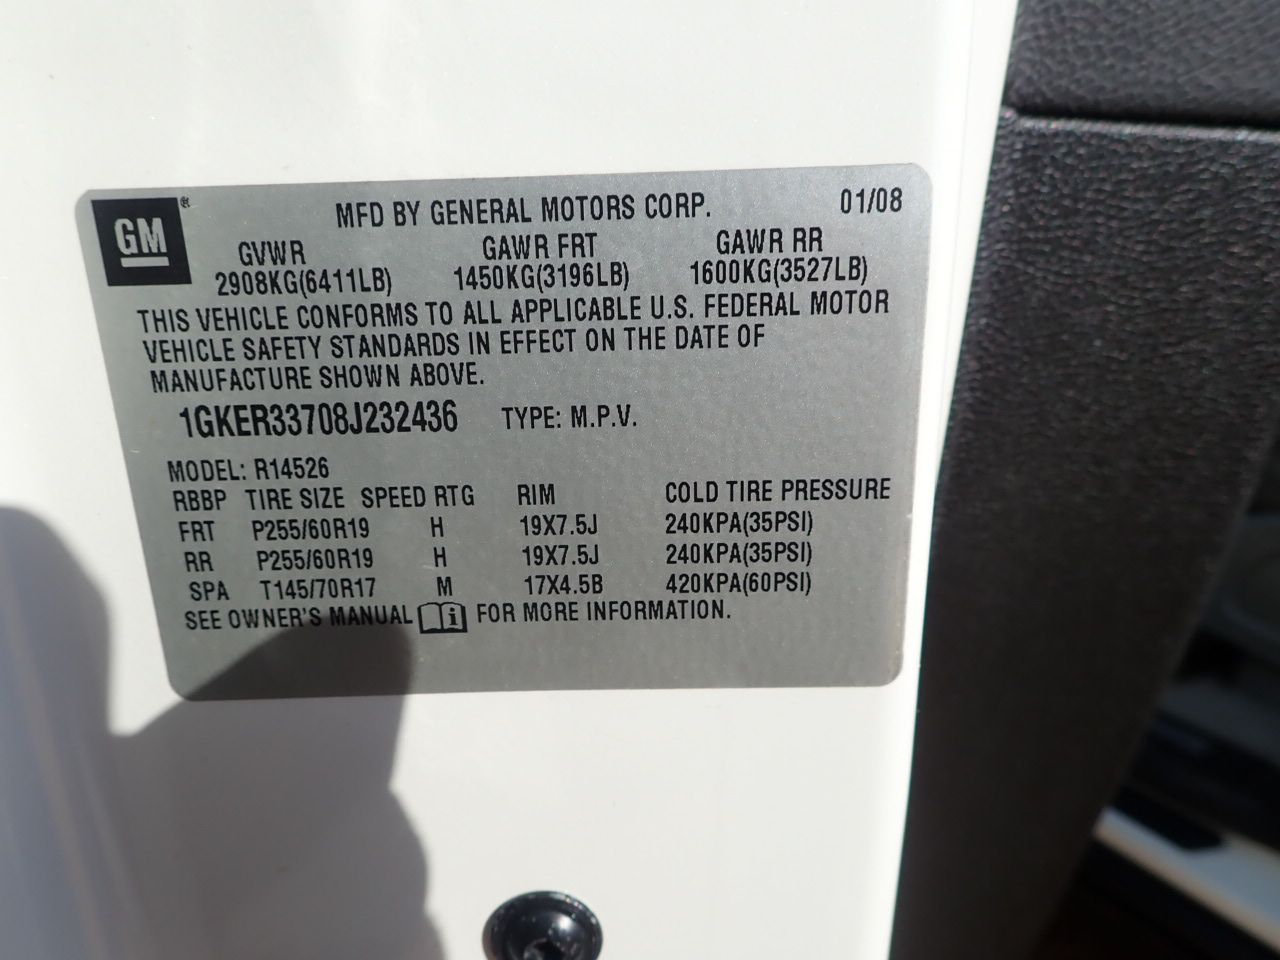 GM ® MFD BY GENERAL MOTORS CORP. 01/08
GVWR GAWR FRT GAWR RR
2908KG(6411LB) 1450KG(3196LB) 1600KG(3527LB)
THIS VEHICLE CONFORMS TO ALL APPLICABLE U.S. FEDERAL MOTOR
VEHICLE SAFETY STANDARDS IN EFFECT ON THE DATE OF
MANUFACTURE SHOWN ABOVE.
1GKER33708J232436 TYPE: M.P.V.
MODEL: R14526
RBBP TIRE SIZE SPEED RTG RIM COLD TIRE PRESSURE
FRT P255/60R19 H 19X7.5J 240KPA(35PSI)
RR P255/60R19 H 19X7.5J 240KPA(35PSI)
SPA T145/70R17 M 17X4.5B 420KPA(60PSI)
SEE OWNER'S MANUAL i FOR MORE INFORMATION.